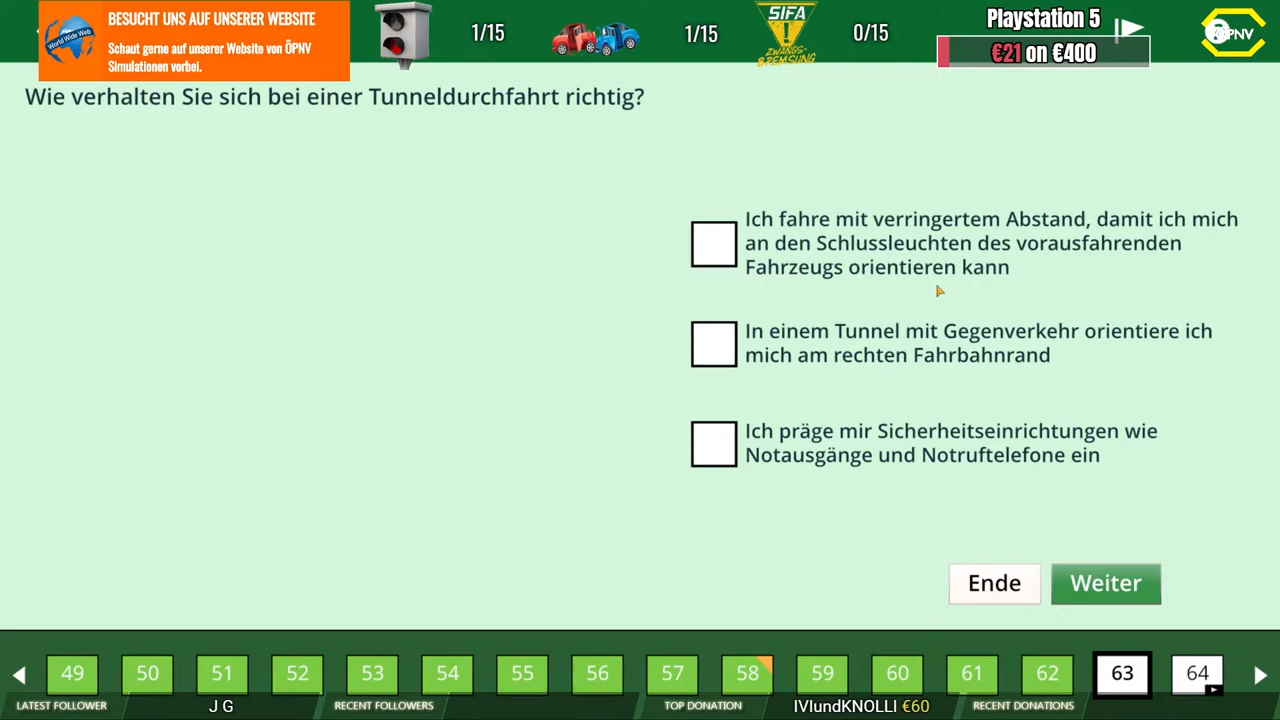 BESUCHT UNS AUF UNSERER WEBSITE
Schaut gerne auf unserer Website von ÖPNV
Simulationen vorbei.
World Wide Web
1/15
1/15
SIFA
ZWANGS-
BREMSUNG
0/15
Playstation 5
€21 on €400
ÖPNV
Wie verhalten Sie sich bei einer Tunneldurchfahrt richtig?
Ich fahre mit verringertem Abstand, damit ich mich
an den Schlussleuchten des vorausfahrenden
Fahrzeugs orientieren kann
In einem Tunnel mit Gegenverkehr orientiere ich
mich am rechten Fahrbahnrand
Ich präge mir Sicherheitseinrichtungen wie
Notausgänge und Notruftelefone ein
Ende
Weiter
49 50 51 52 53 54 55 56 57 58 59 60 61 62 63 64
LATEST FOLLOWER J G RECENT FOLLOWERS TOP DONATION IVlundKNOLLI €60 RECENT DONATIONS